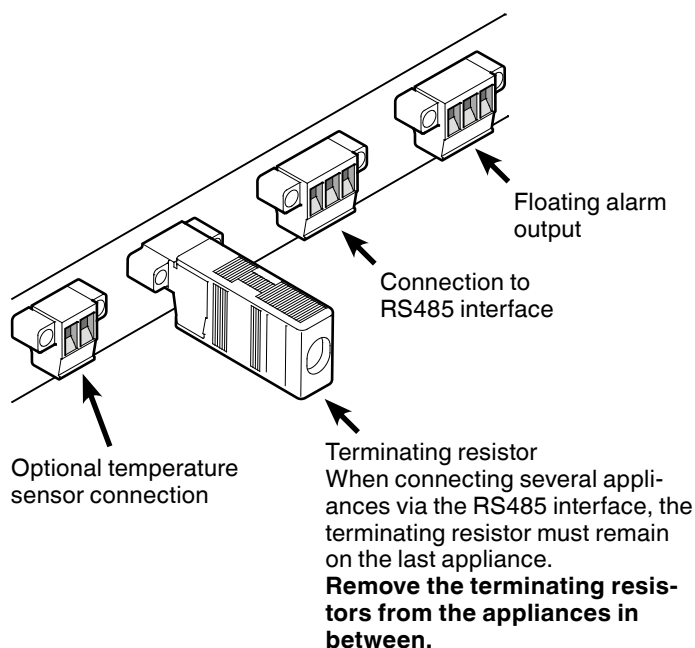 Floating alarm
output
Connection to
RS485 interface
Optional temperature
sensor connection
Terminating resistor
When connecting several appli-
ances via the RS485 interface, the
terminating resistor must remain
on the last appliance.
Remove the terminating resis-
tors from the appliances in
between.